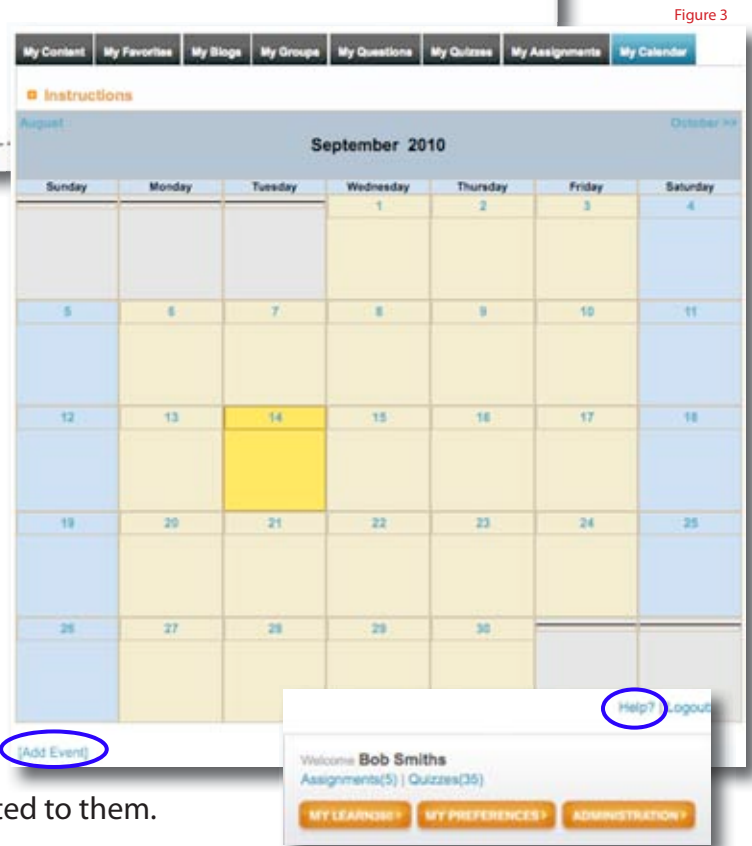 Figure 3
My Content My Favorites My Blogs My Groups My Questions My Quizzes My Assignments My Calendar
Instructions
August September 2010 October >>
Sunday Monday Tuesday Wednesday Thursday Friday Saturday
1 2 3 4
5 6 7 8 9 10 11
12 13 14 15 16 17 18
19 20 21 22 23 24 25
26 27 28 29 30
Help? | Logout
[Add Event]
Welcome Bob Smiths
Assignments(5) | Quizzes(35)
MY LEARN360 > MY PREFERENCES > ADMINISTRATION >
to them.